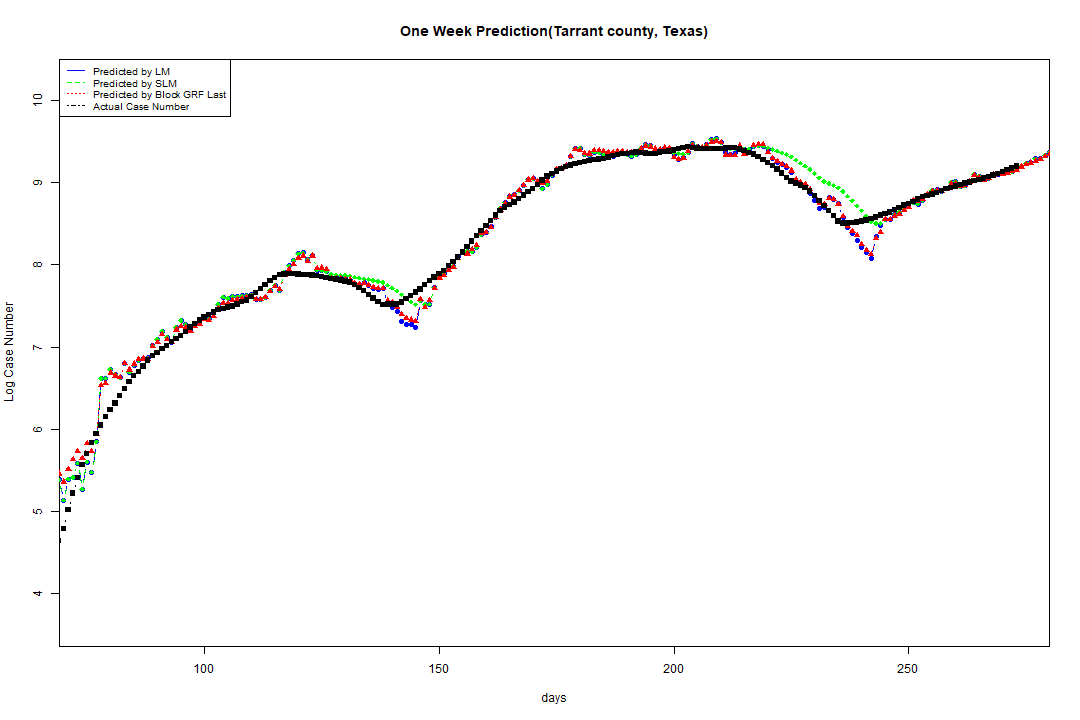 One Week Prediction(Tarrant county, Texas)
Predicted by LM
Predicted by SLM
Predicted by Block GRF Last
Actual Case Number
10
9
8
7
6
5
4
Log Case Number
100 150 200 250
days